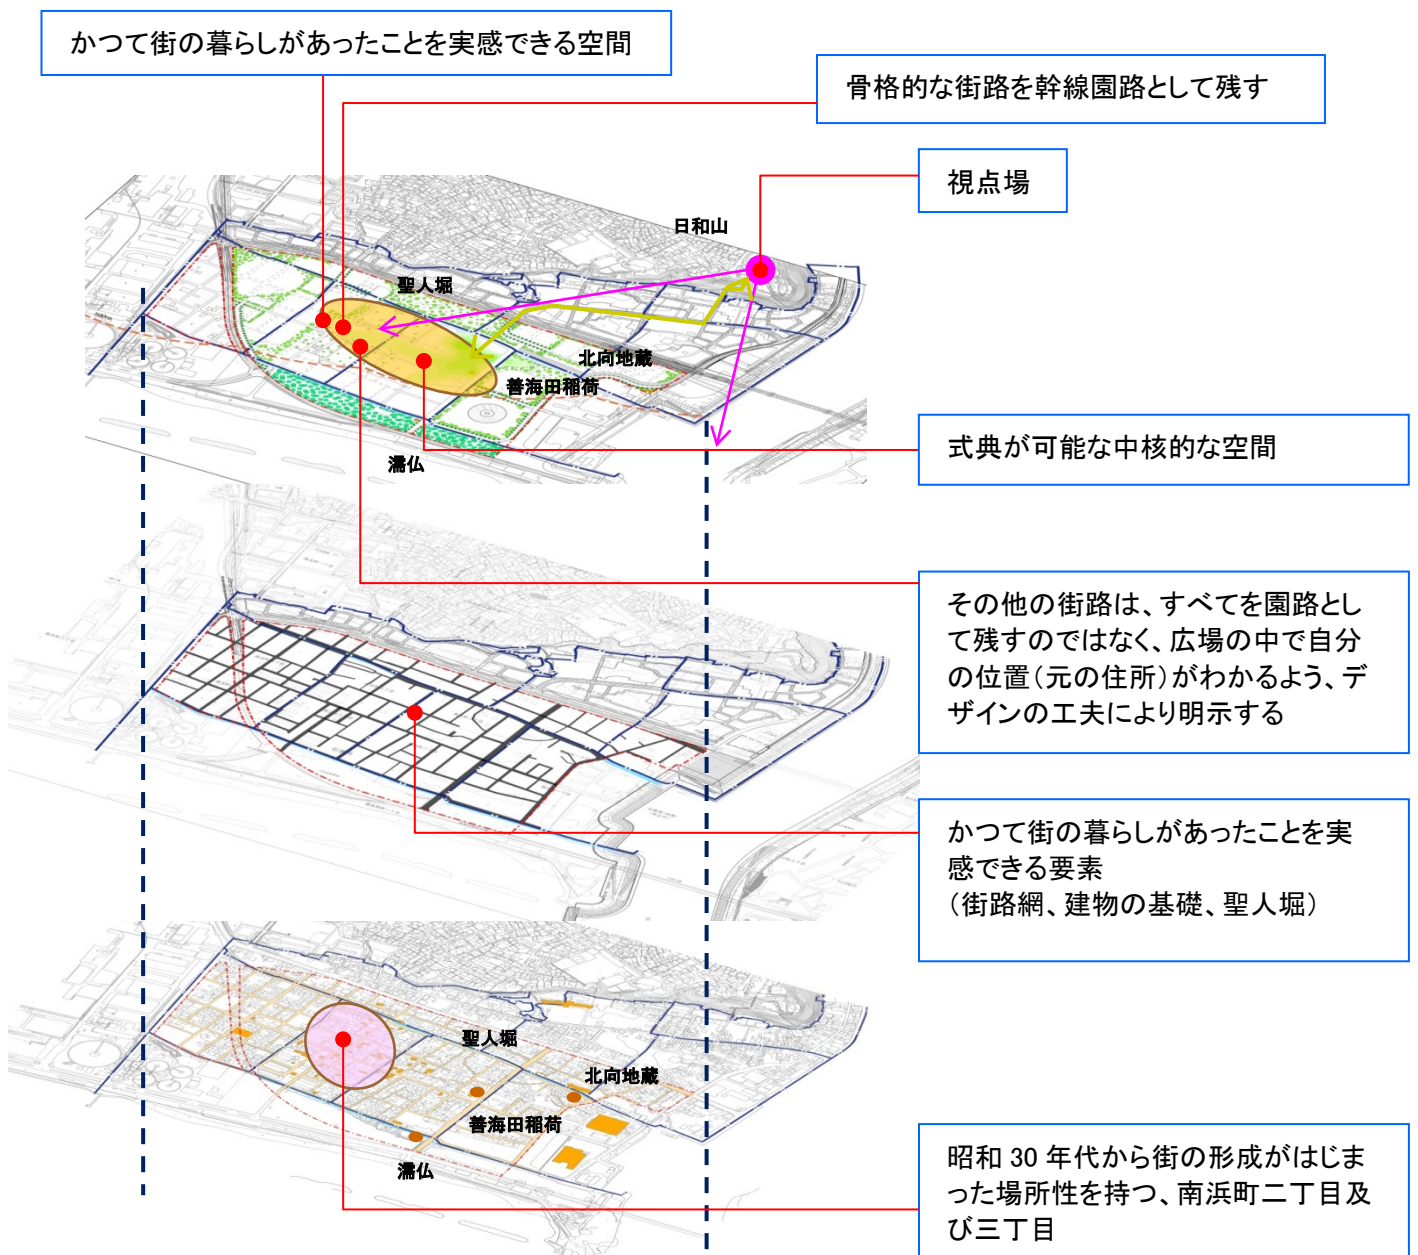 かつて街の暮らしがあったことを実感できる空間
骨格的な街路を幹線園路として残す
視点場
日和山
聖人堀
北向地蔵
善海田稲荷
濡仏
式典が可能な中核的な空間
その他の街路は、すべてを園路とし
て残すのではなく、広場の中で自分
の位置(元の住所)がわかるよう、デ
ザインの工夫により明示する
かつて街の暮らしがあったことを実
感できる要素
(街路網、建物の基礎、聖人堀)
聖人堀
北向地蔵
善海田稲荷
濡仏
昭和 30 年代から街の形成がはじま
った場所性を持つ、南浜町二丁目及
び三丁目